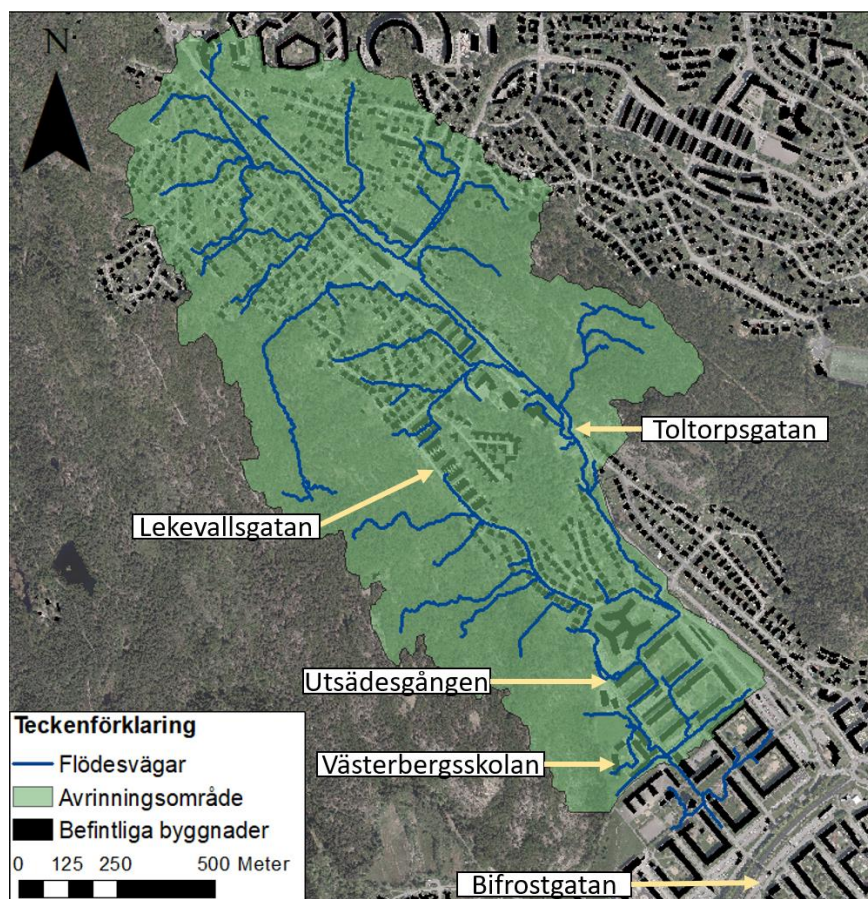 N
Toltorpsgatan
Lekevallsgatan
Utsädesgången
Västerbergsskolan
Teckenförklaring
Flödesvägar
Avrinningsområde
Befintliga byggnader
0 125 250 500 Meter
Bifrostgatan